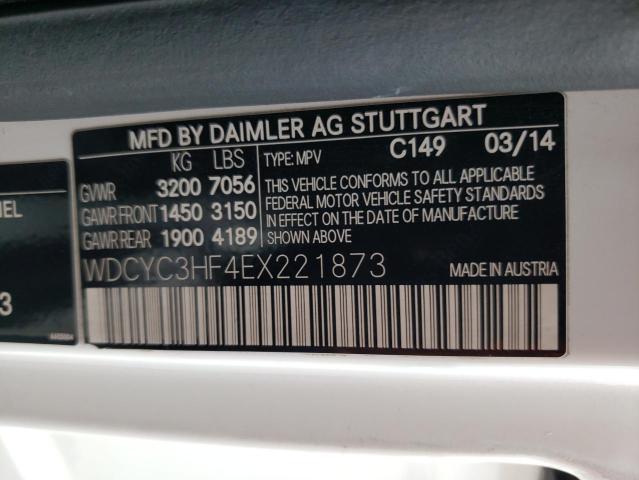 MFD BY DAIMLER AG STUTTGART
KG LBS TYPE: MPV C149 03/14
GVWR 3200 7056
GAWR FRONT 1450 3150
GAWR REAR 1900 4189
THIS VEHICLE CONFORMS TO ALL APPLICABLE
FEDERAL MOTOR VEHICLE SAFETY STANDARDS
IN EFFECT ON THE DATE OF MANUFACTURE
SHOWN ABOVE
WDCYC3HF4EX221873 MADE IN AUSTRIA
IEL
3